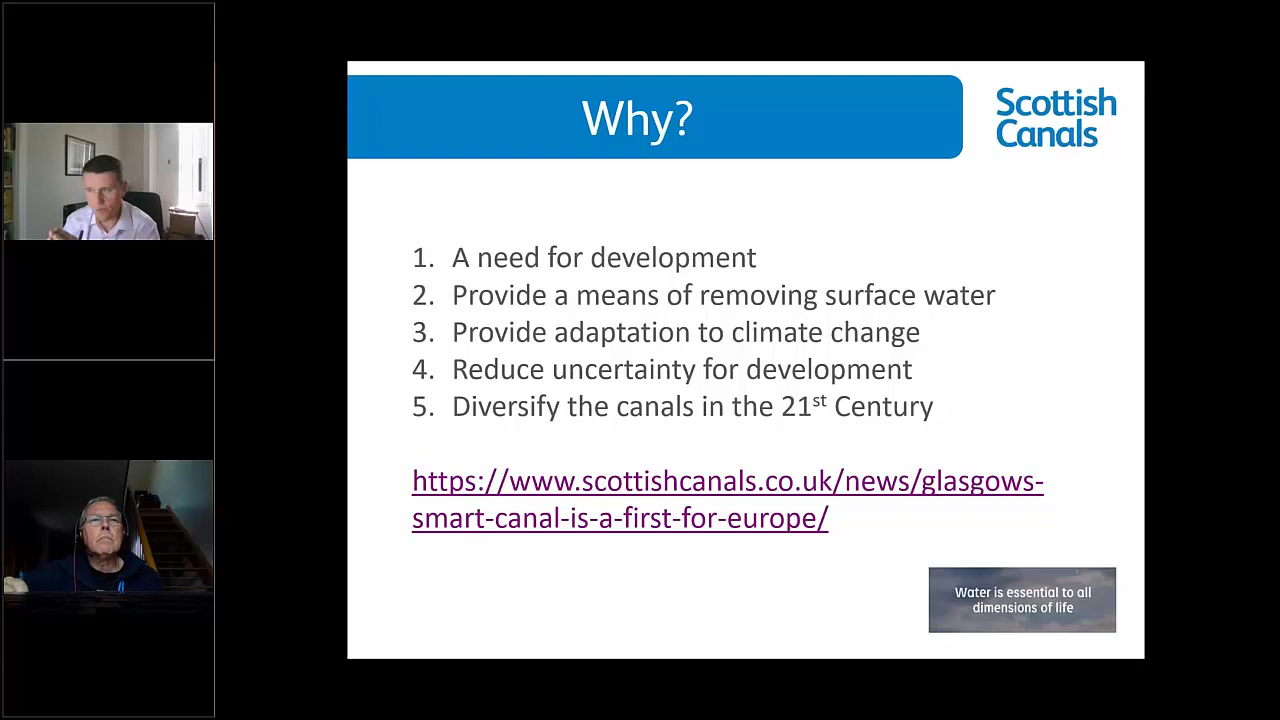 Why?
Scottish
Canals
1. A need for development
2. Provide a means of removing surface water
3. Provide adaptation to climate change
4. Reduce uncertainty for development
5. Diversify the canals in the 21st Century
https://www.scottishcanals.co.uk/news/glasgows-
smart-canal-is-a-first-for-europe/
Water is essential to all
dimensions of life